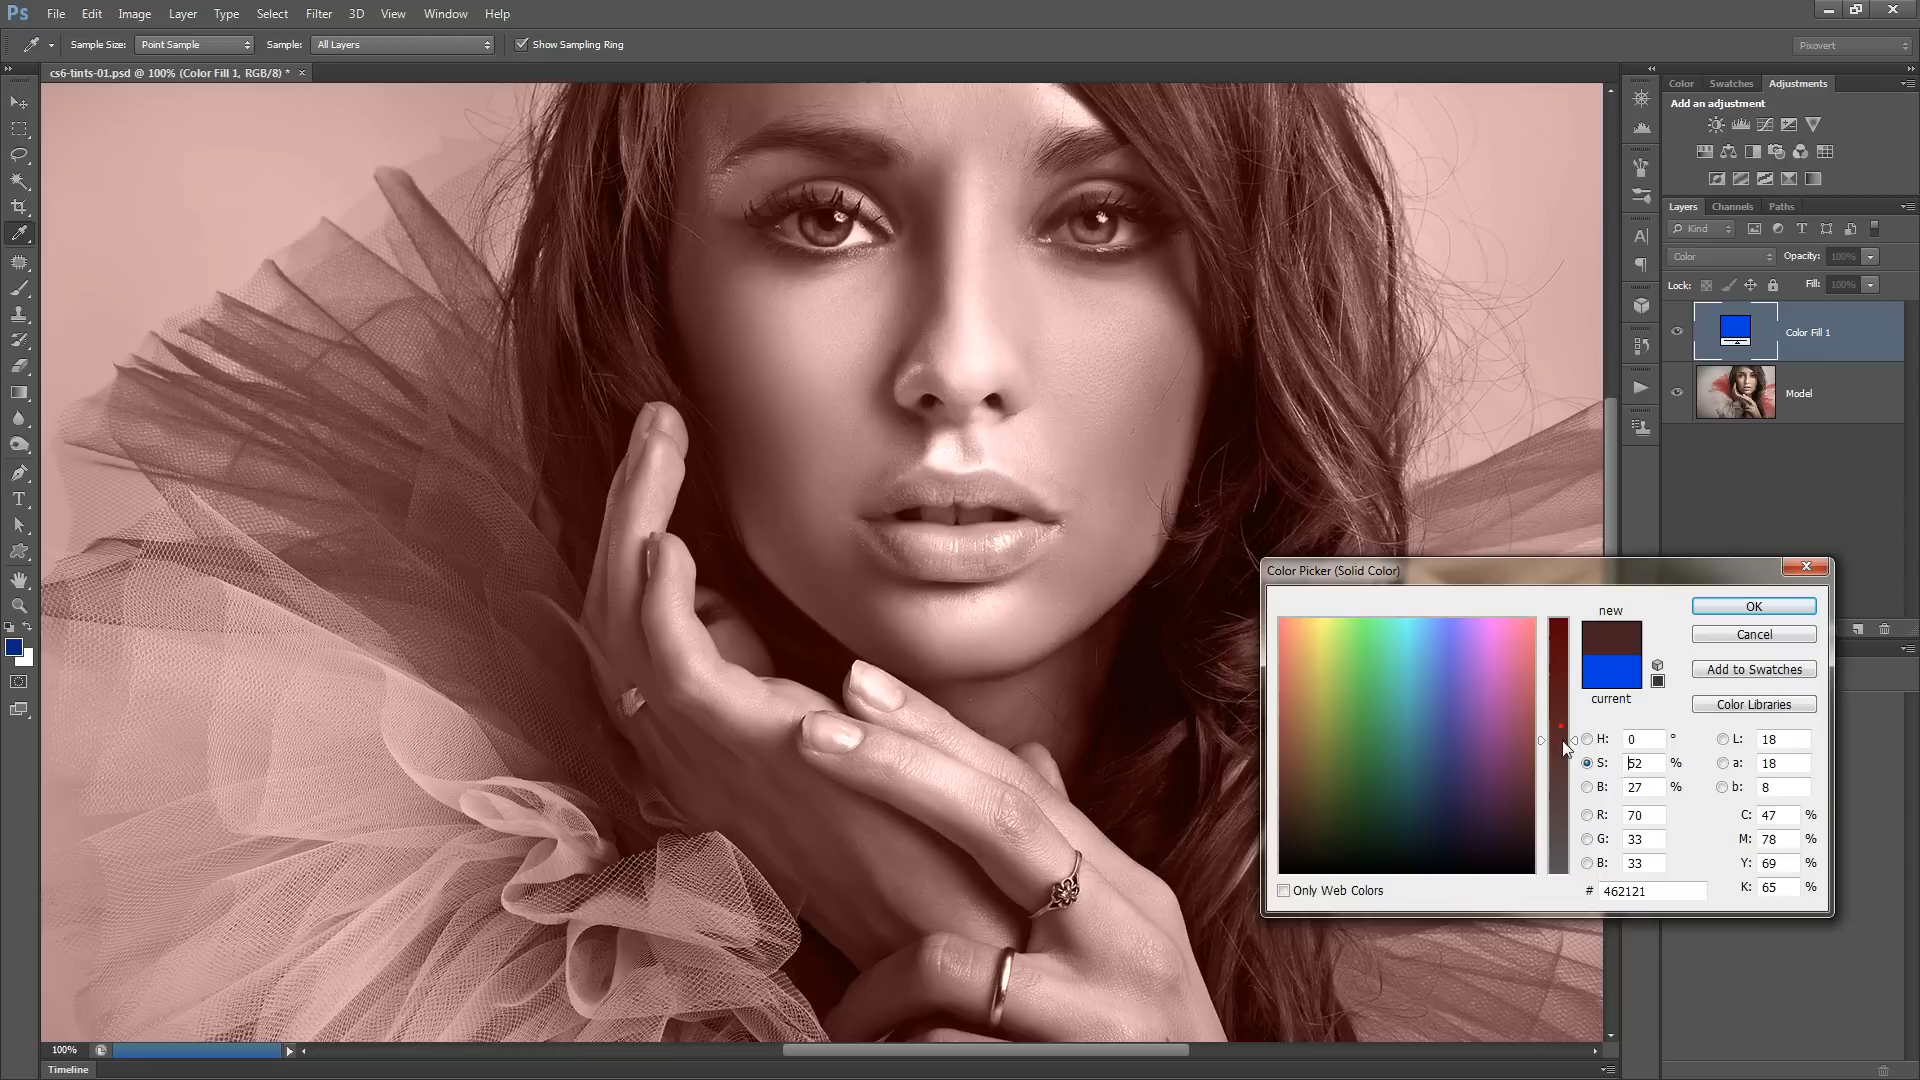 Ps File Edit Image Layer Type Select Filter 3D View Window Help
Sample Size: Point Sample Sample: All Layers Show Sampling Ring Pixovert
cs6-tints-01.psd @ 100% (Color Fill 1, RGB/8) * ×
Color Swatches Adjustments
Add an adjustment
Layers Channels Paths
Kind
Color Opacity: 100%
Lock: Fill: 100%
Color Fill 1
Model
Color Picker (Solid Color)
new
OK
Cancel
Add to Swatches
current
Color Libraries
H: 0 ° L: 18
S: 52 % a: 18
B: 27 % b: 8
R: 70 C: 47 %
G: 33 M: 78 %
B: 33 Y: 69 %
Only Web Colors # 462121 K: 65 %
100%
Timeline